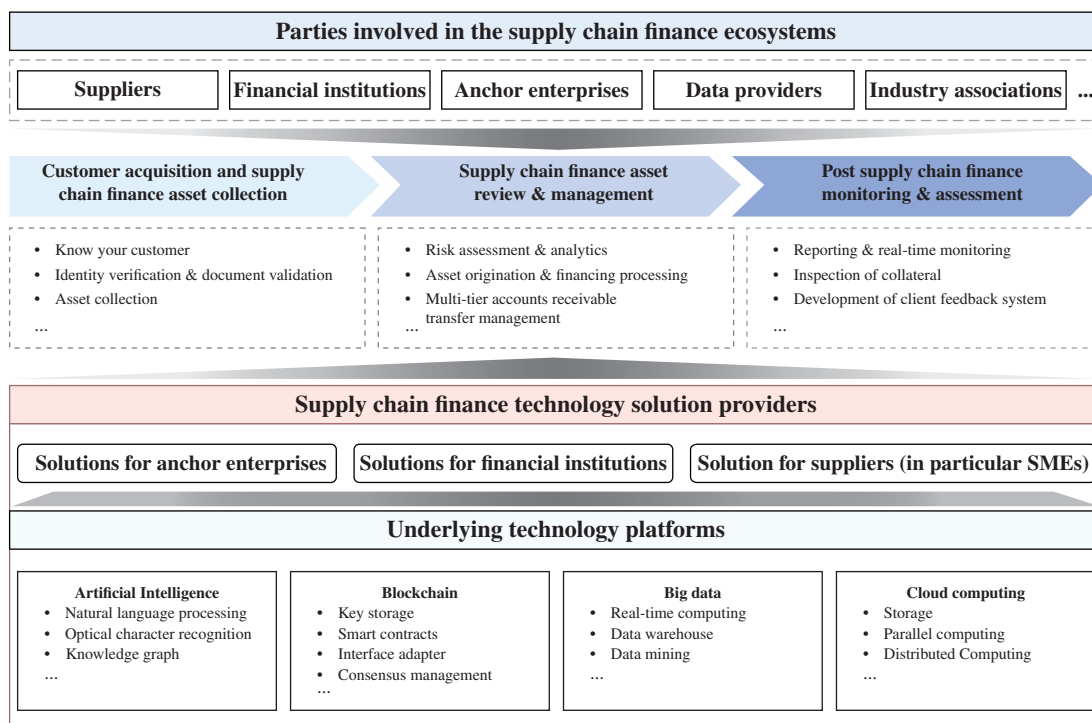 Parties involved in the supply chain finance ecosystems
Suppliers
Financial institutions
Anchor enterprises
Data providers
Industry associations
...
Customer acquisition and supply
chain finance asset collection
Supply chain finance asset
review & management
Post supply chain finance
monitoring & assessment
• Know your customer
• Identity verification & document validation
• Asset collection
...
• Risk assessment & analytics
• Asset origination & financing processing
• Multi-tier accounts receivable
transfer management
...
• Reporting & real-time monitoring
• Inspection of collateral
• Development of client feedback system
...
Supply chain finance technology solution providers
Solutions for anchor enterprises
Solutions for financial institutions
Solution for suppliers (in particular SMEs)
Underlying technology platforms
Artificial Intelligence
• Natural language processing
• Optical character recognition
• Knowledge graph
...
Blockchain
• Key storage
• Smart contracts
• Interface adapter
• Consensus management
...
Big data
• Real-time computing
• Data warehouse
• Data mining
...
Cloud computing
• Storage
• Parallel computing
• Distributed Computing
...